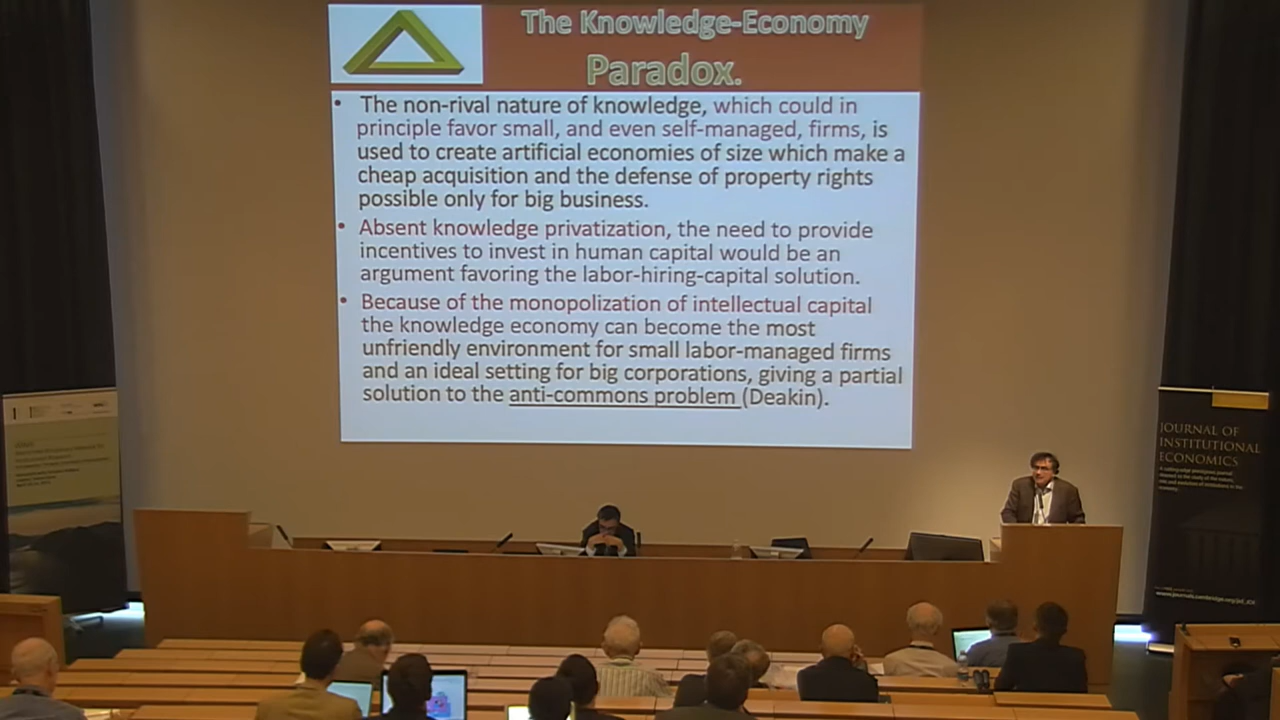 The Knowledge-Economy
Paradox.
• The non-rival nature of knowledge, which could in
principle favor small, and even self-managed, firms, is
used to create artificial economies of size which make a
cheap acquisition and the defense of property rights
possible only for big business.
• Absent knowledge privatization, the need to provide
incentives to invest in human capital would be an
argument favoring the labor-hiring-capital solution.
• Because of the monopolization of intellectual capital
the knowledge economy can become the most
unfriendly environment for small labor-managed firms
and an ideal setting for big corporations, giving a partial
solution to the anti-commons problem (Deakin).
JOURNAL OF
INSTITUTIONAL
ECONOMICS